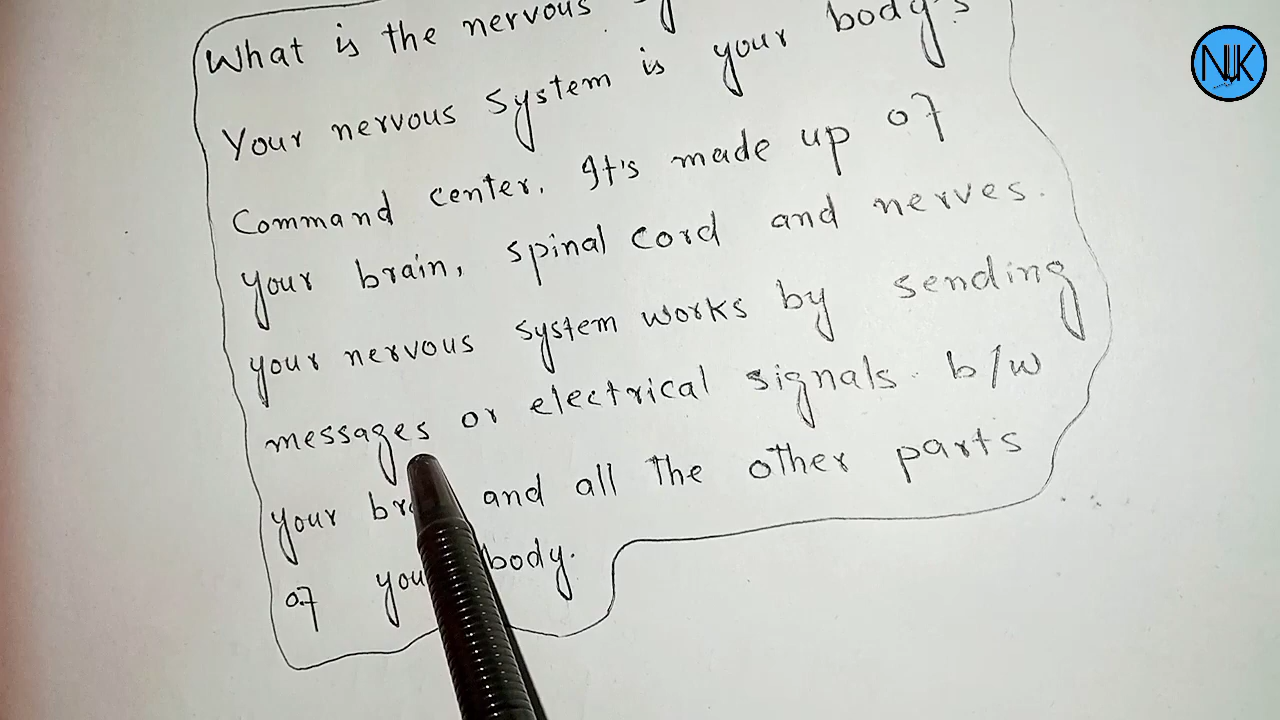 What is the nervous
Your nervous system is your body's
Command center. It's made up of
your brain, spinal cord and nerves.
your nervous system works by sending
messages or electrical signals. b/w
your and all the other parts
of body.
NJK